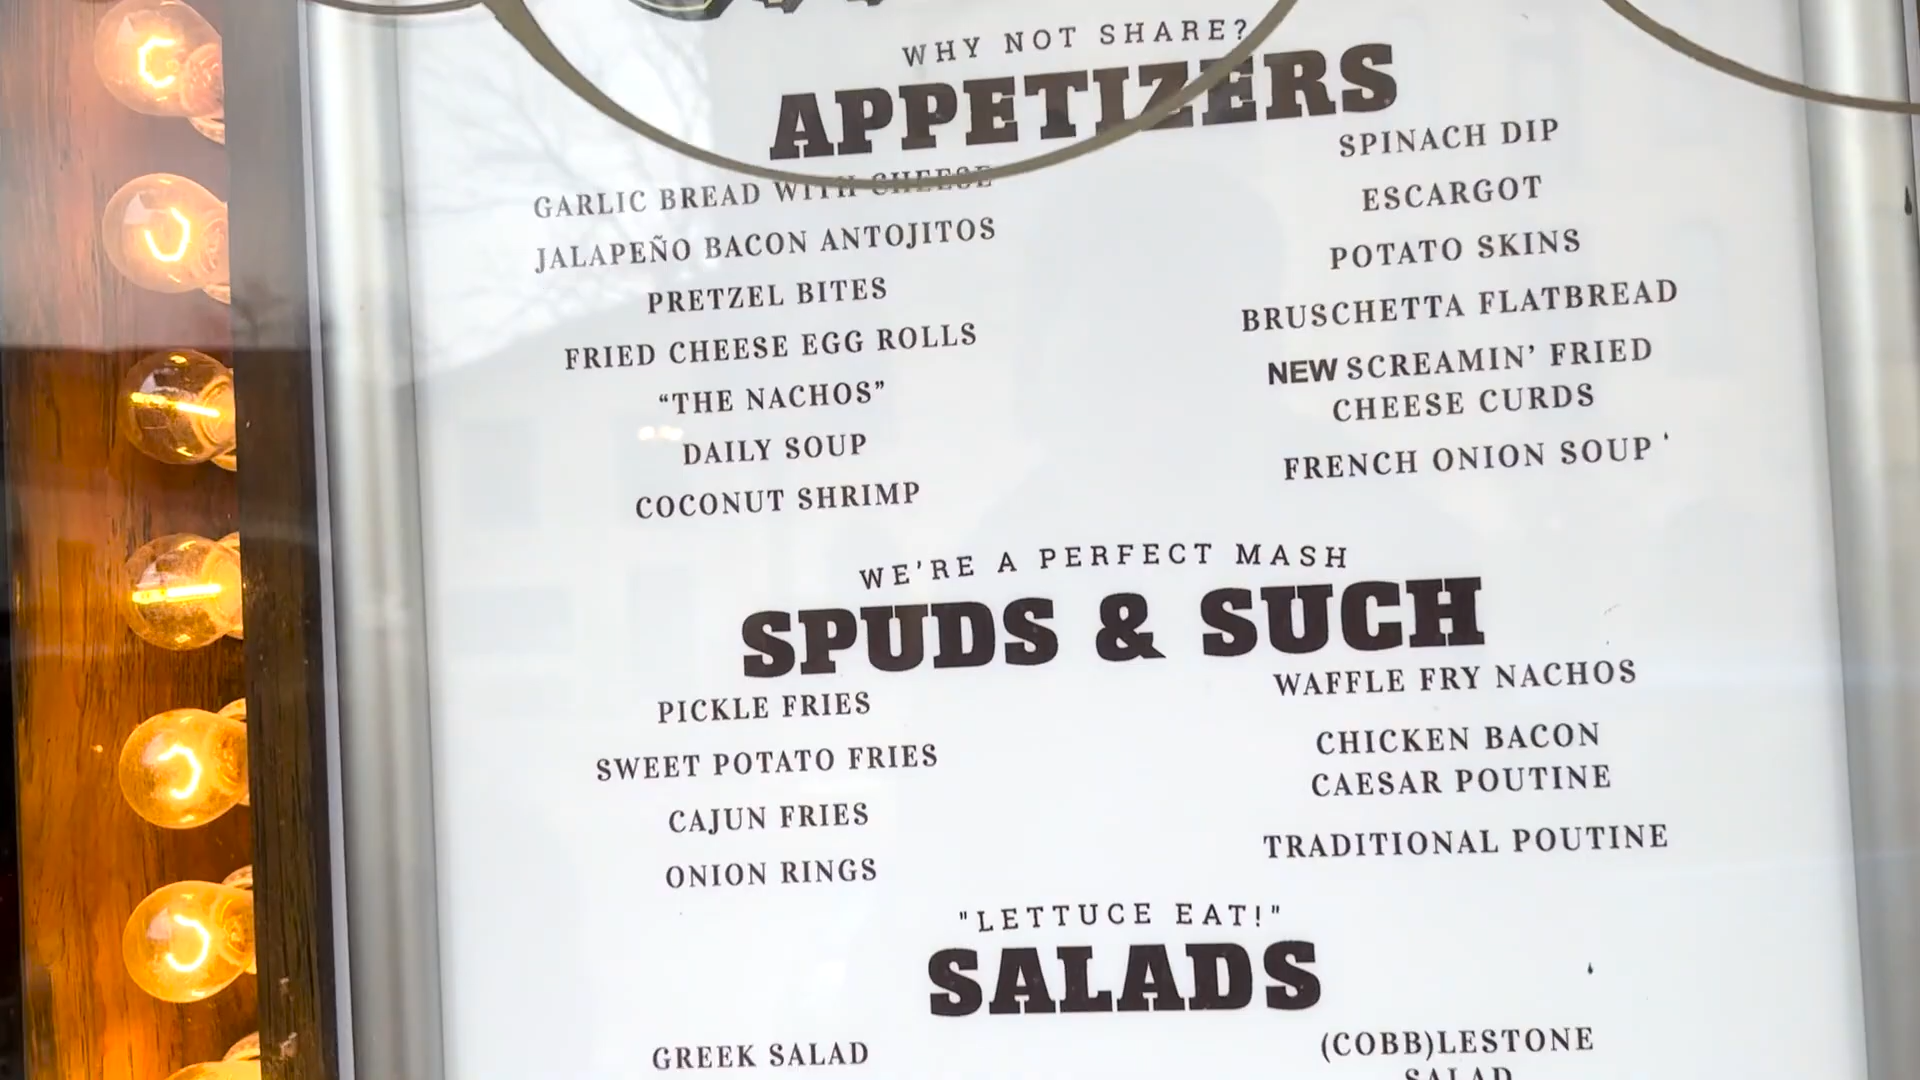 WHY NOT SHARE?
APPETIZERS
GARLIC BREAD WITH CHEESE
JALAPEÑO BACON ANTOJITOS
PRETZEL BITES
FRIED CHEESE EGG ROLLS
“THE NACHOS”
DAILY SOUP
COCONUT SHRIMP
SPINACH DIP
ESCARGOT
POTATO SKINS
BRUSCHETTA FLATBREAD
NEW SCREAMIN’ FRIED
CHEESE CURDS
FRENCH ONION SOUP
WE'RE A PERFECT MASH
SPUDS & SUCH
PICKLE FRIES
SWEET POTATO FRIES
CAJUN FRIES
ONION RINGS
WAFFLE FRY NACHOS
CHICKEN BACON
CAESAR POUTINE
TRADITIONAL POUTINE
"LETTUCE EAT!"
SALADS
GREEK SALAD
(COBB)LESTONE
SALAD